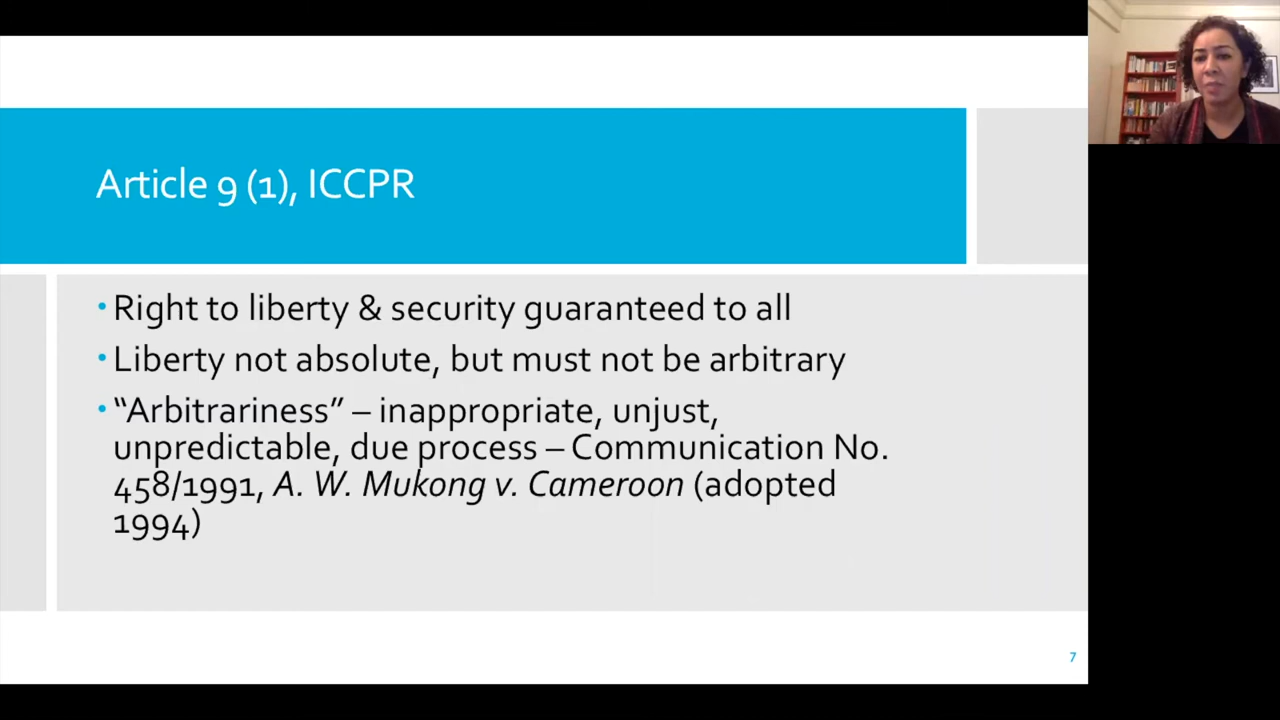 Article 9 (1), ICCPR
• Right to liberty & security guaranteed to all
• Liberty not absolute, but must not be arbitrary
• “Arbitrariness” – inappropriate, unjust,
unpredictable, due process – Communication No.
458/1991, A. W. Mukong v. Cameroon (adopted
1994)
7